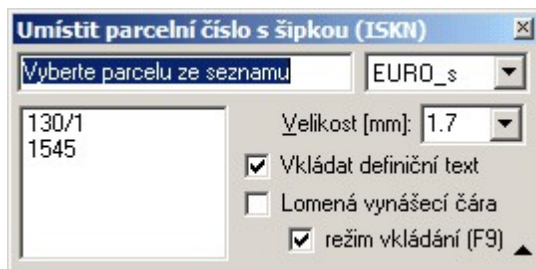 Umístit parcelní číslo s šipkou (ISKN)
Vyberte parcelu ze seznamu EURO_s
130/1
1545
Velikost [mm]: 1.7
Vkládat definiční text
Lomená vynášecí čára
režim vkládání (F9)